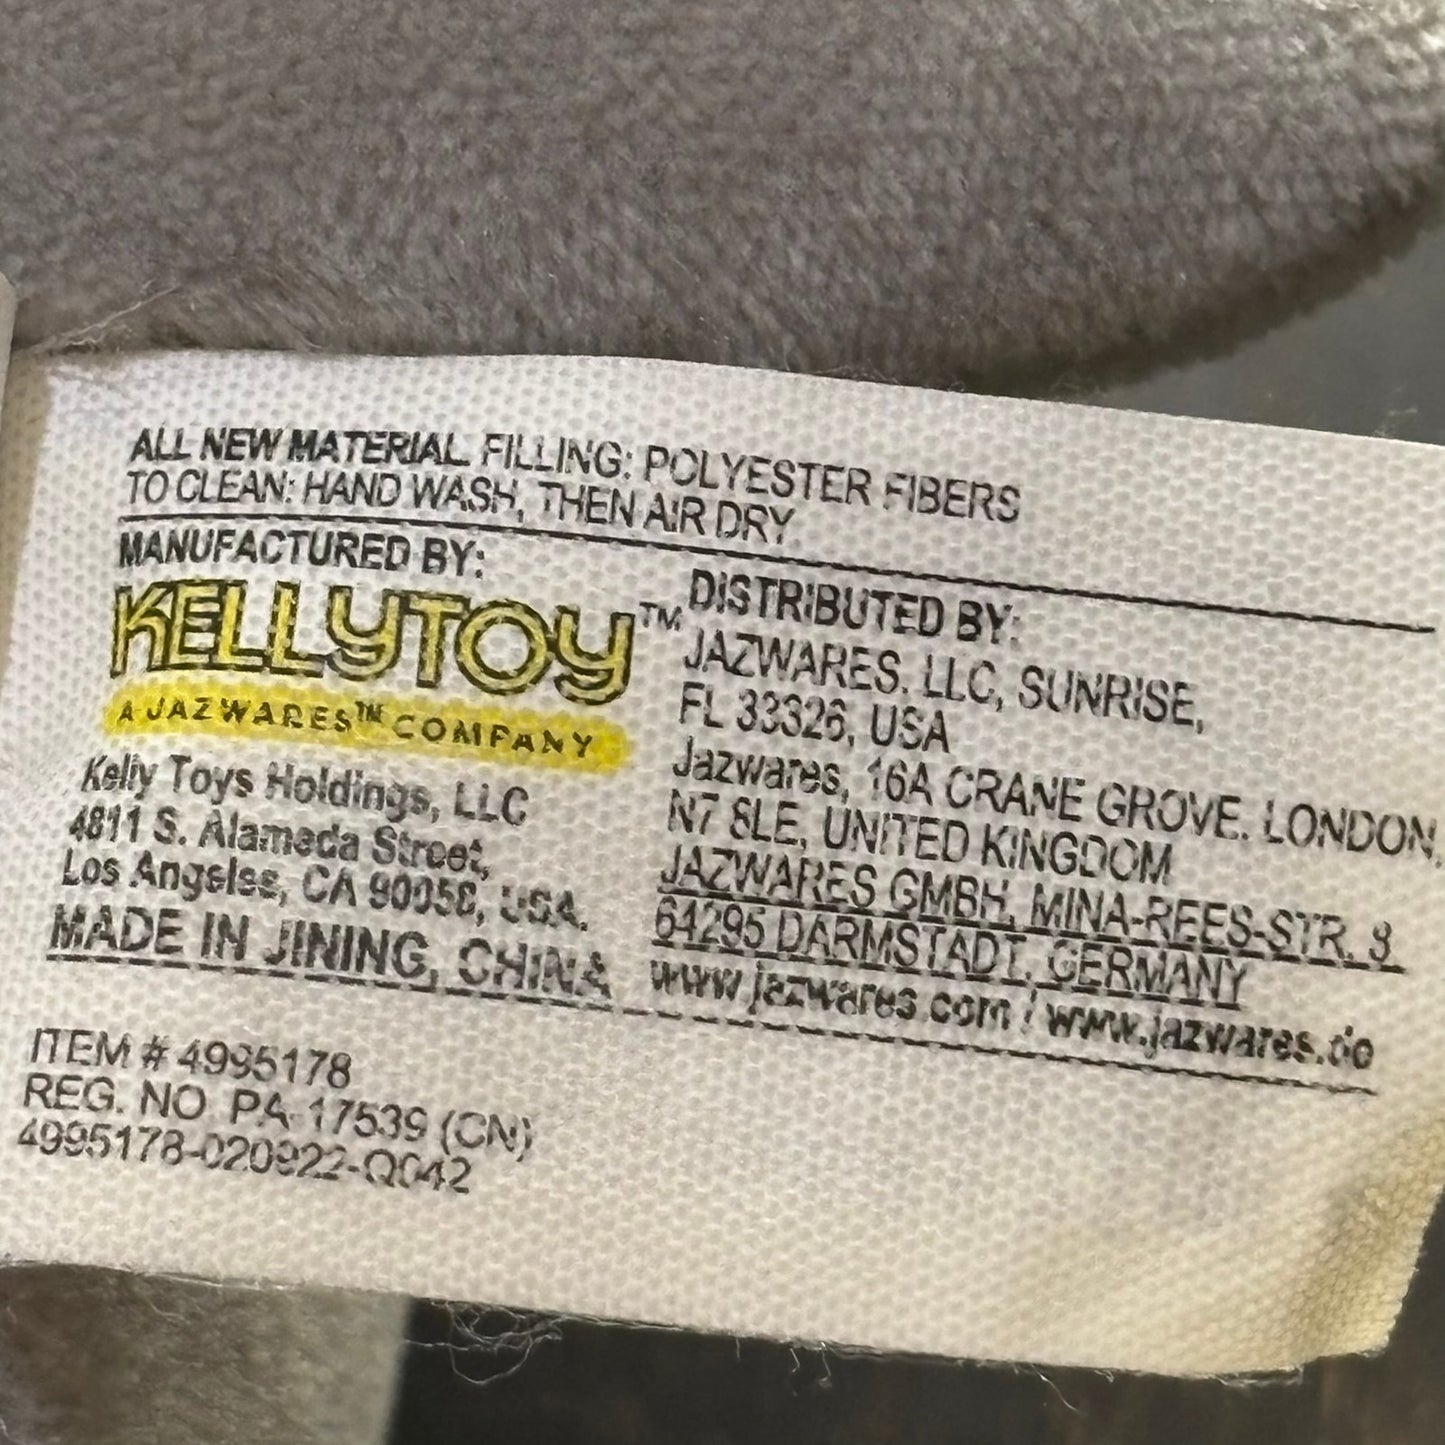 ALL NEW MATERIAL FILLING: POLYESTER FIBERS
TO CLEAN: HAND WASH, THEN AIR DRY
MANUFACTURED BY:
KELLYTOY™
A JAZWARES™ COMPANY
Kelly Toys Holdings, LLC
4811 S. Alameda Street,
Los Angeles, CA 90058, USA.
MADE IN JINING, CHINA
DISTRIBUTED BY:
JAZWARES, LLC, SUNRISE,
FL 33326, USA
Jazwares, 16A CRANE GROVE. LONDON,
N7 8LE, UNITED KINGDOM
JAZWARES GMBH, MINA-REES-STR. 8
64295 DARMSTADT, GERMANY
www.jazwares.com / www.jazwares.de
ITEM # 4995178
REG. NO. PA-17539 (CN)
4995178-020922-Q042